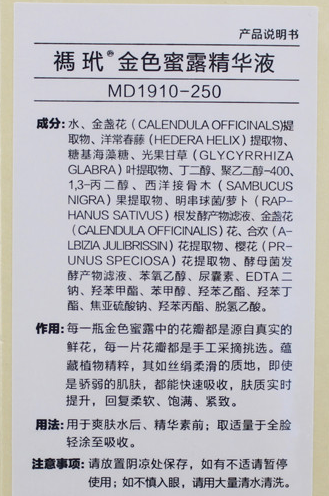 产品说明书
禡玳®金色蜜露精华液
MD1910-250
成分:水、金盏花（CALENDULA OFFICINALS)提
取物、洋常春藤（HEDERA HELIX）提取物、
糖基海藻糖、光果甘草（GLYCYRRHIZA
GLABRA）叶提取物、丁二醇、聚乙二醇-400、
1,3-丙二醇、西洋接骨木（SAMBUCUS
NIGRA）果提取物、明串球菌/萝卜（RAP-
HANUS SATIVUS）根发酵产物滤液、金盏花
（CALENDULA OFFICINALIS）花、合欢（A-
LBIZIA JULIBRISSIN）花提取物、樱花（PR-
UNUS SPECIOSA）花提取物、酵母菌发
酵产物滤液、苯氧乙醇、尿囊素、EDTA二
钠、羟苯甲酯、苯甲醇、羟苯乙酯、羟苯丁
酯、焦亚硫酸钠、羟苯丙酯、脱氢乙酸。
作用:每一瓶金色蜜露中的花瓣都是源自真实的
鲜花，每一片花瓣都是手工采摘挑选。蕴
藏植物精粹，其如丝绢柔滑的质地，即使
是骄弱的肌肤，都能快速吸收，肤质实时
提升，回复柔软、饱满、紧致。
用法:用于爽肤水后、精华素前；取适量于全脸
轻涂至吸收。
注意事项:请放置阴凉处保存，如有不适请暂停
使用；如不慎入眼，请用大量清水清洗。